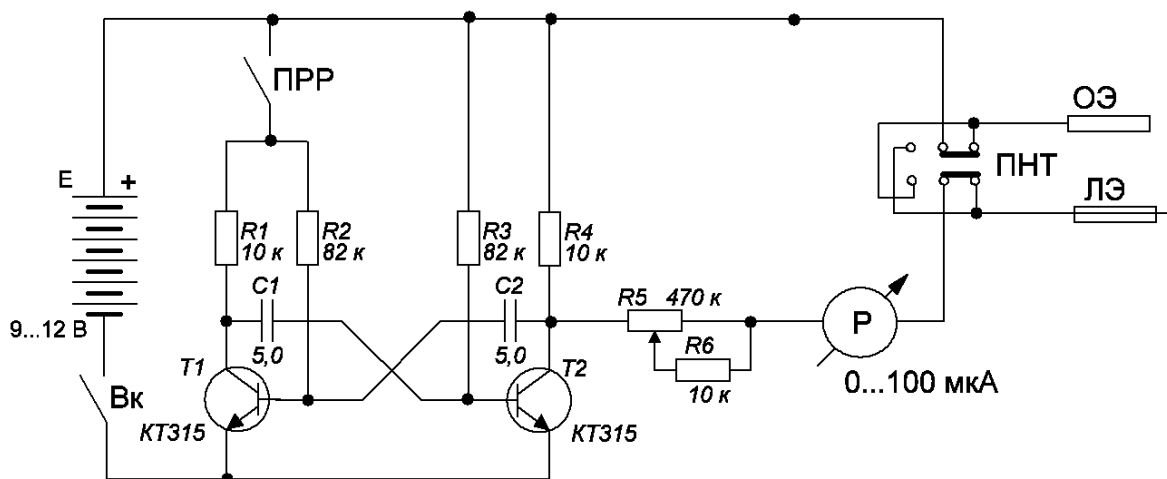 ПРР
ОЭ
ПНТ
ЛЭ
E
+
R1
10 к
R2
82 к
R3
82 к
R4
10 к
C1
5,0
C2
5,0
R5 470 к
R6
10 к
P
0...100 мкА
9...12 В
Вк
T1
КТ315
T2
КТ315